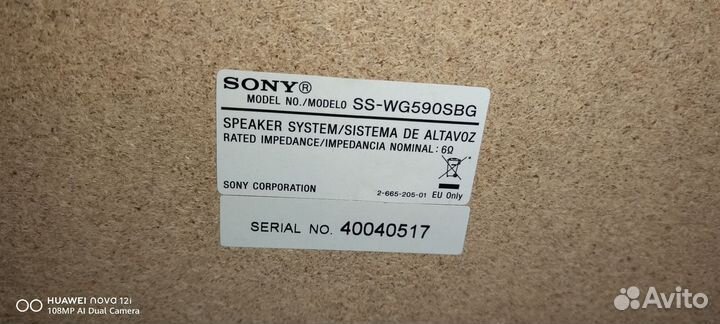 SONY®
MODEL NO./MODELO SS-WG590SBG
SPEAKER SYSTEM/SISTEMA DE ALTAVOZ
RATED IMPEDANCE/IMPEDANCIA NOMINAL: 6Ω
SONY CORPORATION 2-665-205-01 EU Only
SERIAL NO. 40040517
HUAWEI nova 12i
108MP AI Dual Camera
Avito